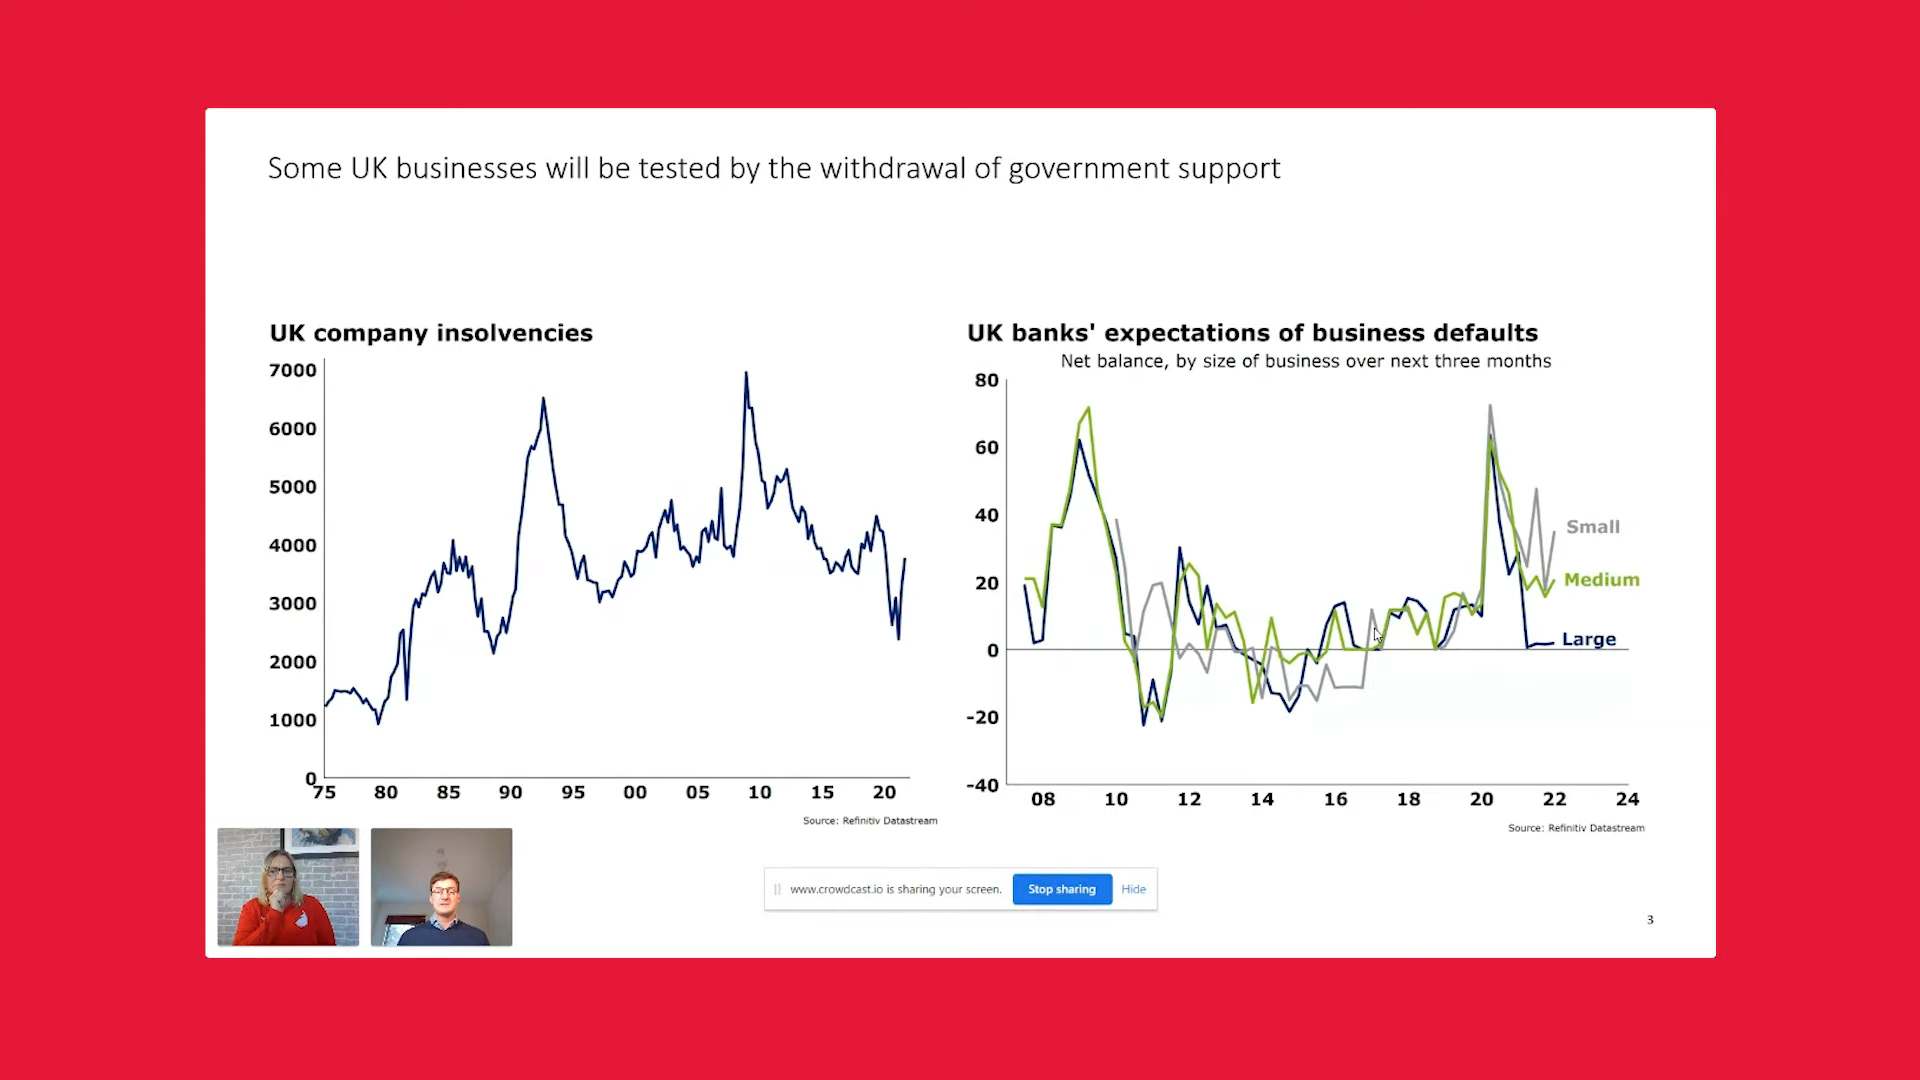 Some UK businesses will be tested by the withdrawal of government support
UK company insolvencies
7000
6000
5000
4000
3000
2000
1000
0
75 80 85 90 95 00 05 10 15 20
Source: Refinitiv Datastream
UK banks' expectations of business defaults
Net balance, by size of business over next three months
80
60
40
20
0
-20
-40
Small
Medium
Large
08 10 12 14 16 18 20 22 24
Source: Refinitiv Datastream
www.crowdcast.io is sharing your screen. Stop sharing Hide
3